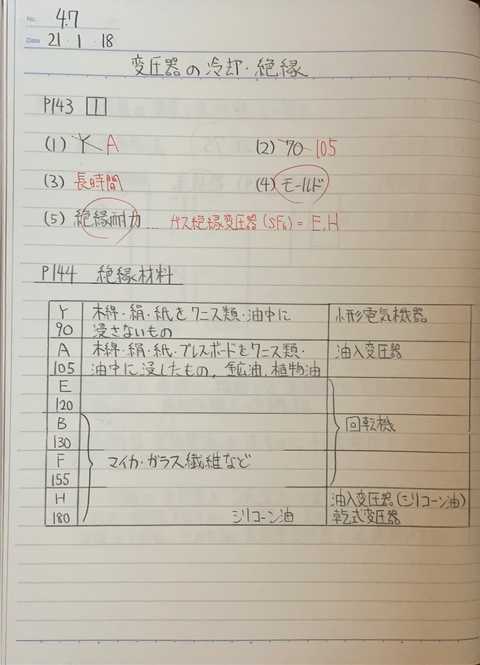 No. 47
Date 21・1・18
変圧器の冷却・絶縁
P143 1
(1) Y A (2) 90 105
(3) 長時間 (4) モールド
(5) 絶縁耐力 … ガス絶縁変圧器(SF6) = E,H
P144 絶縁材料
Y 木綿・絹・紙をワニス類・油中に 小形電気機器
90 浸さないもの
A 木綿・絹・紙・プレスボードをワニス類・ 油入変圧器
105 油中に浸したもの,鉱油,植物油
E
120
B 回転機
130
F マイカ・ガラス繊維など
155
H 油入変圧器(シリコーン油)
180 シリコーン油 乾式変圧器